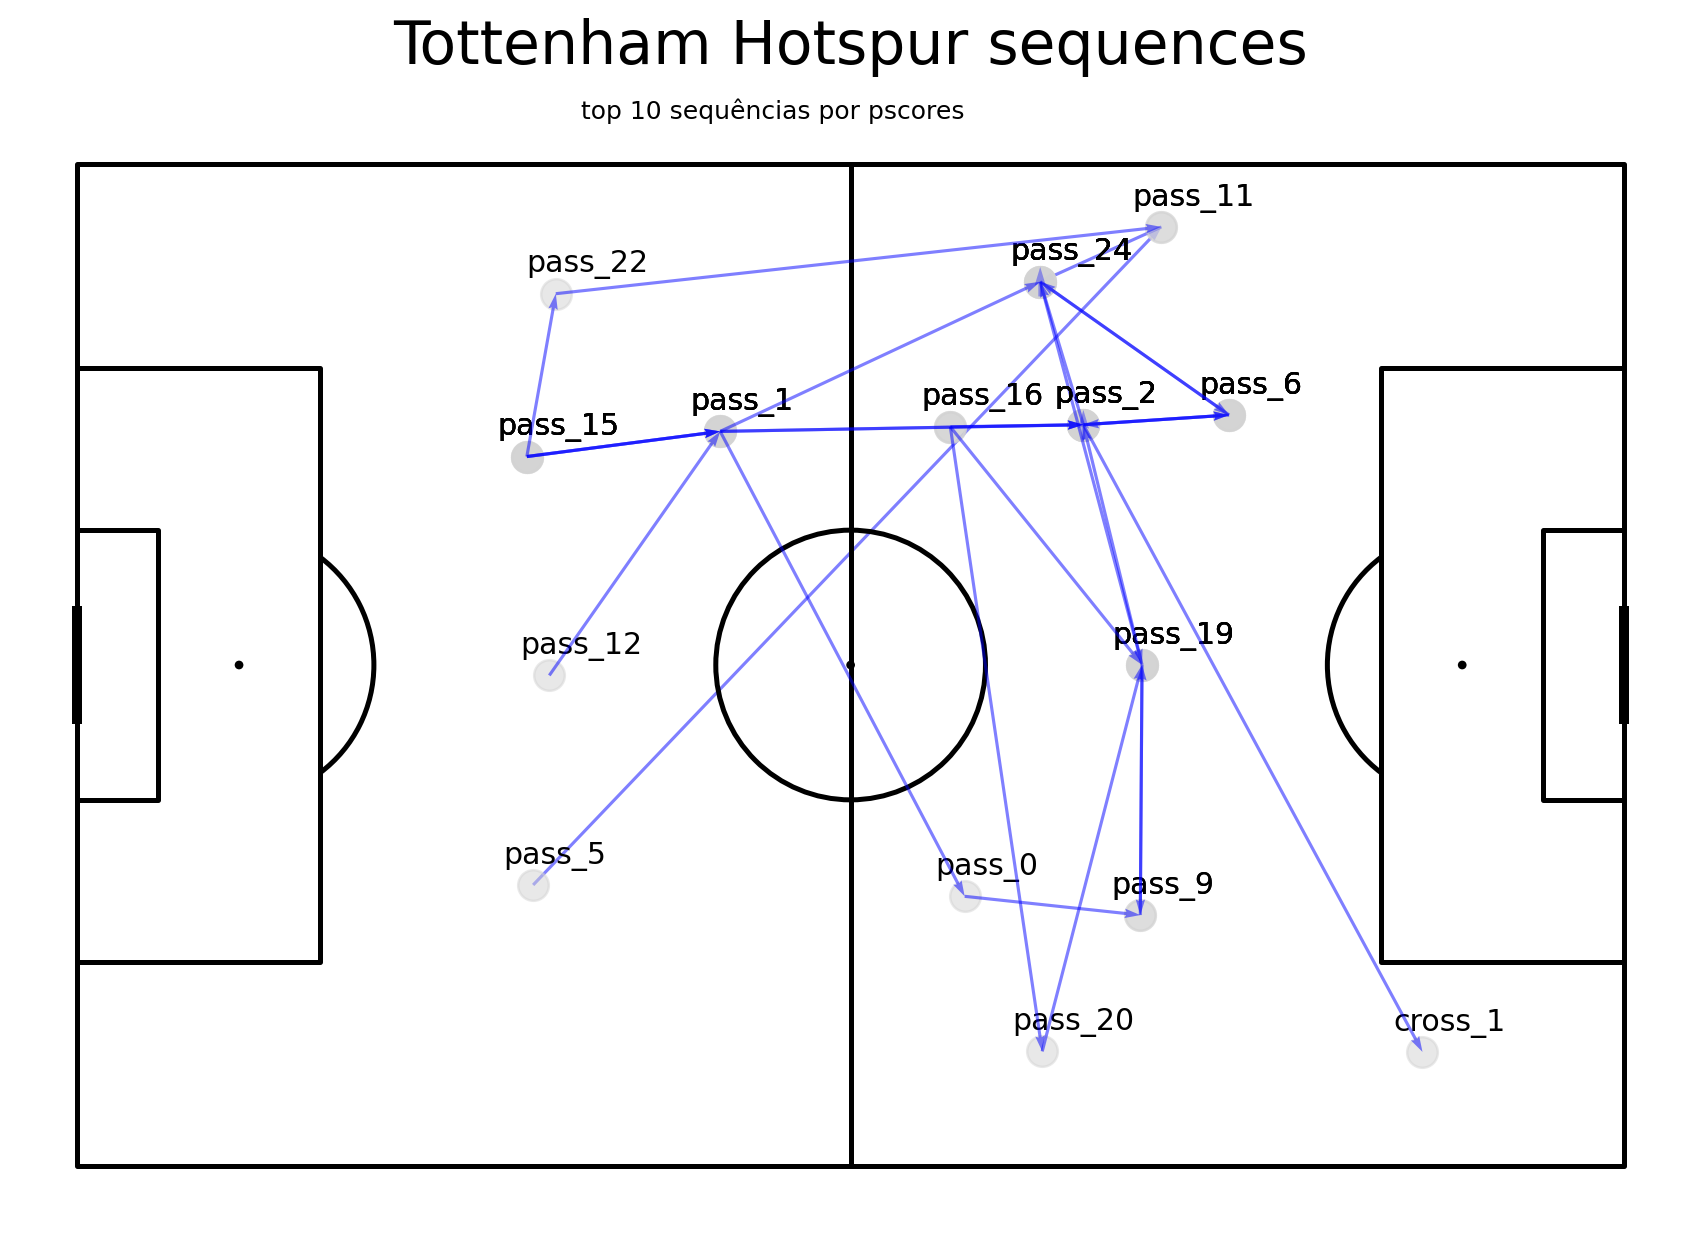 Tottenham Hotspur sequences
top 10 sequências por pscores
pass_11
pass_24
pass_22
pass_6
pass_16
pass_2
pass_1
pass_15
pass_19
pass_12
pass_5
pass_0
pass_9
pass_20
cross_1